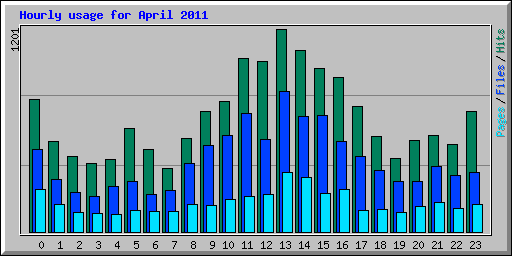 Hourly usage for April 2011
1201
Pages/Files/Hits
0 1 2 3 4 5 6 7 8 9 10 11 12 13 14 15 16 17 18 19 20 21 22 23